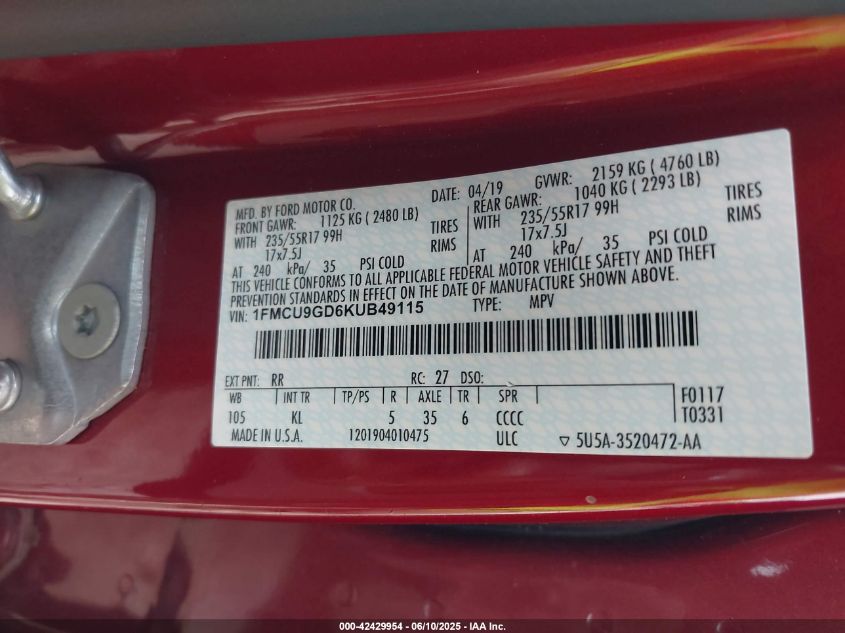 MFD. BY FORD MOTOR CO.
DATE: 04/19 GVWR: 2159 KG ( 4760 LB)
FRONT GAWR: 1125 KG ( 2480 LB) REAR GAWR: 1040 KG ( 2293 LB)
WITH 235/55R17 99H TIRES WITH 235/55R17 99H TIRES
17x7.5J RIMS 17x7.5J RIMS
AT 240 kPa/ 35 PSI COLD AT 240 kPa/ 35 PSI COLD
THIS VEHICLE CONFORMS TO ALL APPLICABLE FEDERAL MOTOR VEHICLE SAFETY AND THEFT
PREVENTION STANDARDS IN EFFECT ON THE DATE OF MANUFACTURE SHOWN ABOVE.
VIN: 1FMCU9GD6KUB49115 TYPE: MPV
EXT PNT: RR RC: 27 DSO:
WB INT TR TP/PS R AXLE TR SPR F0117
105 KL 5 35 6 CCCC T0331
MADE IN U.S.A. 1201904010475 ULC ▽ 5U5A-3520472-AA
000-42429954 - 06/10/2025 - IAA Inc.